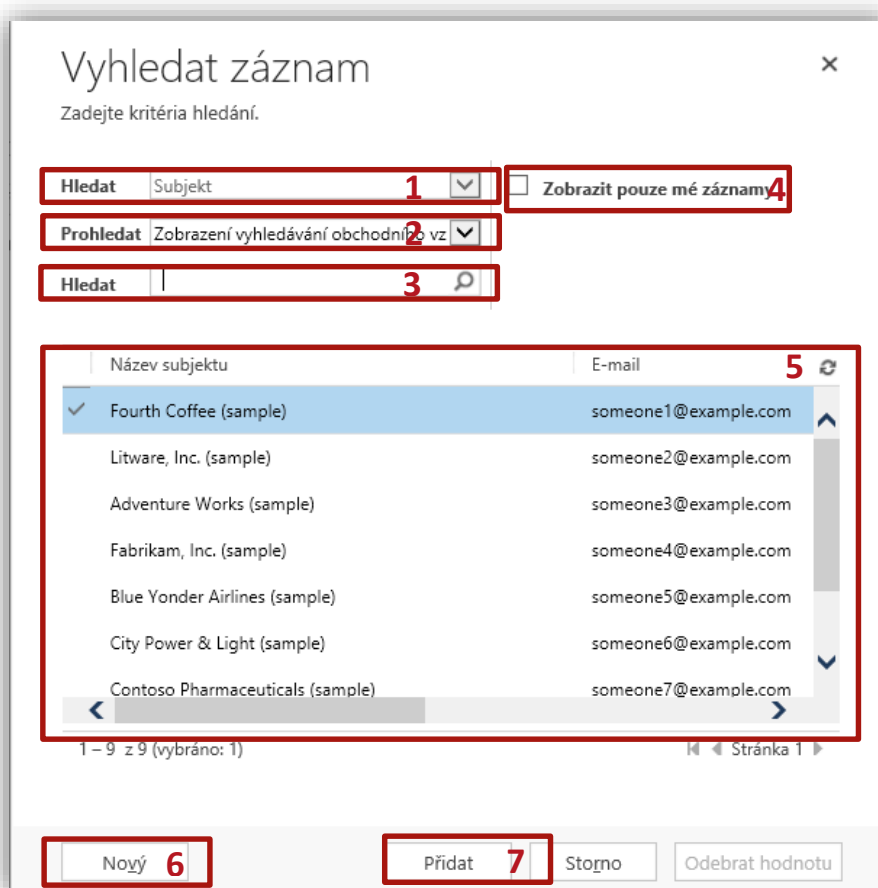 Vyhledat záznam
Zadejte kritéria hledání.
Hledat Subjekt 1 Zobrazit pouze mé záznamy 4
Prohledat Zobrazení vyhledávání obchodního vz 2
Hledat 3
Název subjektu E-mail 5
Fourth Coffee (sample) someone1@example.com
Litware, Inc. (sample) someone2@example.com
Adventure Works (sample) someone3@example.com
Fabrikam, Inc. (sample) someone4@example.com
Blue Yonder Airlines (sample) someone5@example.com
City Power & Light (sample) someone6@example.com
Contoso Pharmaceuticals (sample) someone7@example.com
1 – 9 z 9 (vybráno: 1) Stránka 1
Nový 6 Přidat 7 Storno Odebrat hodnotu